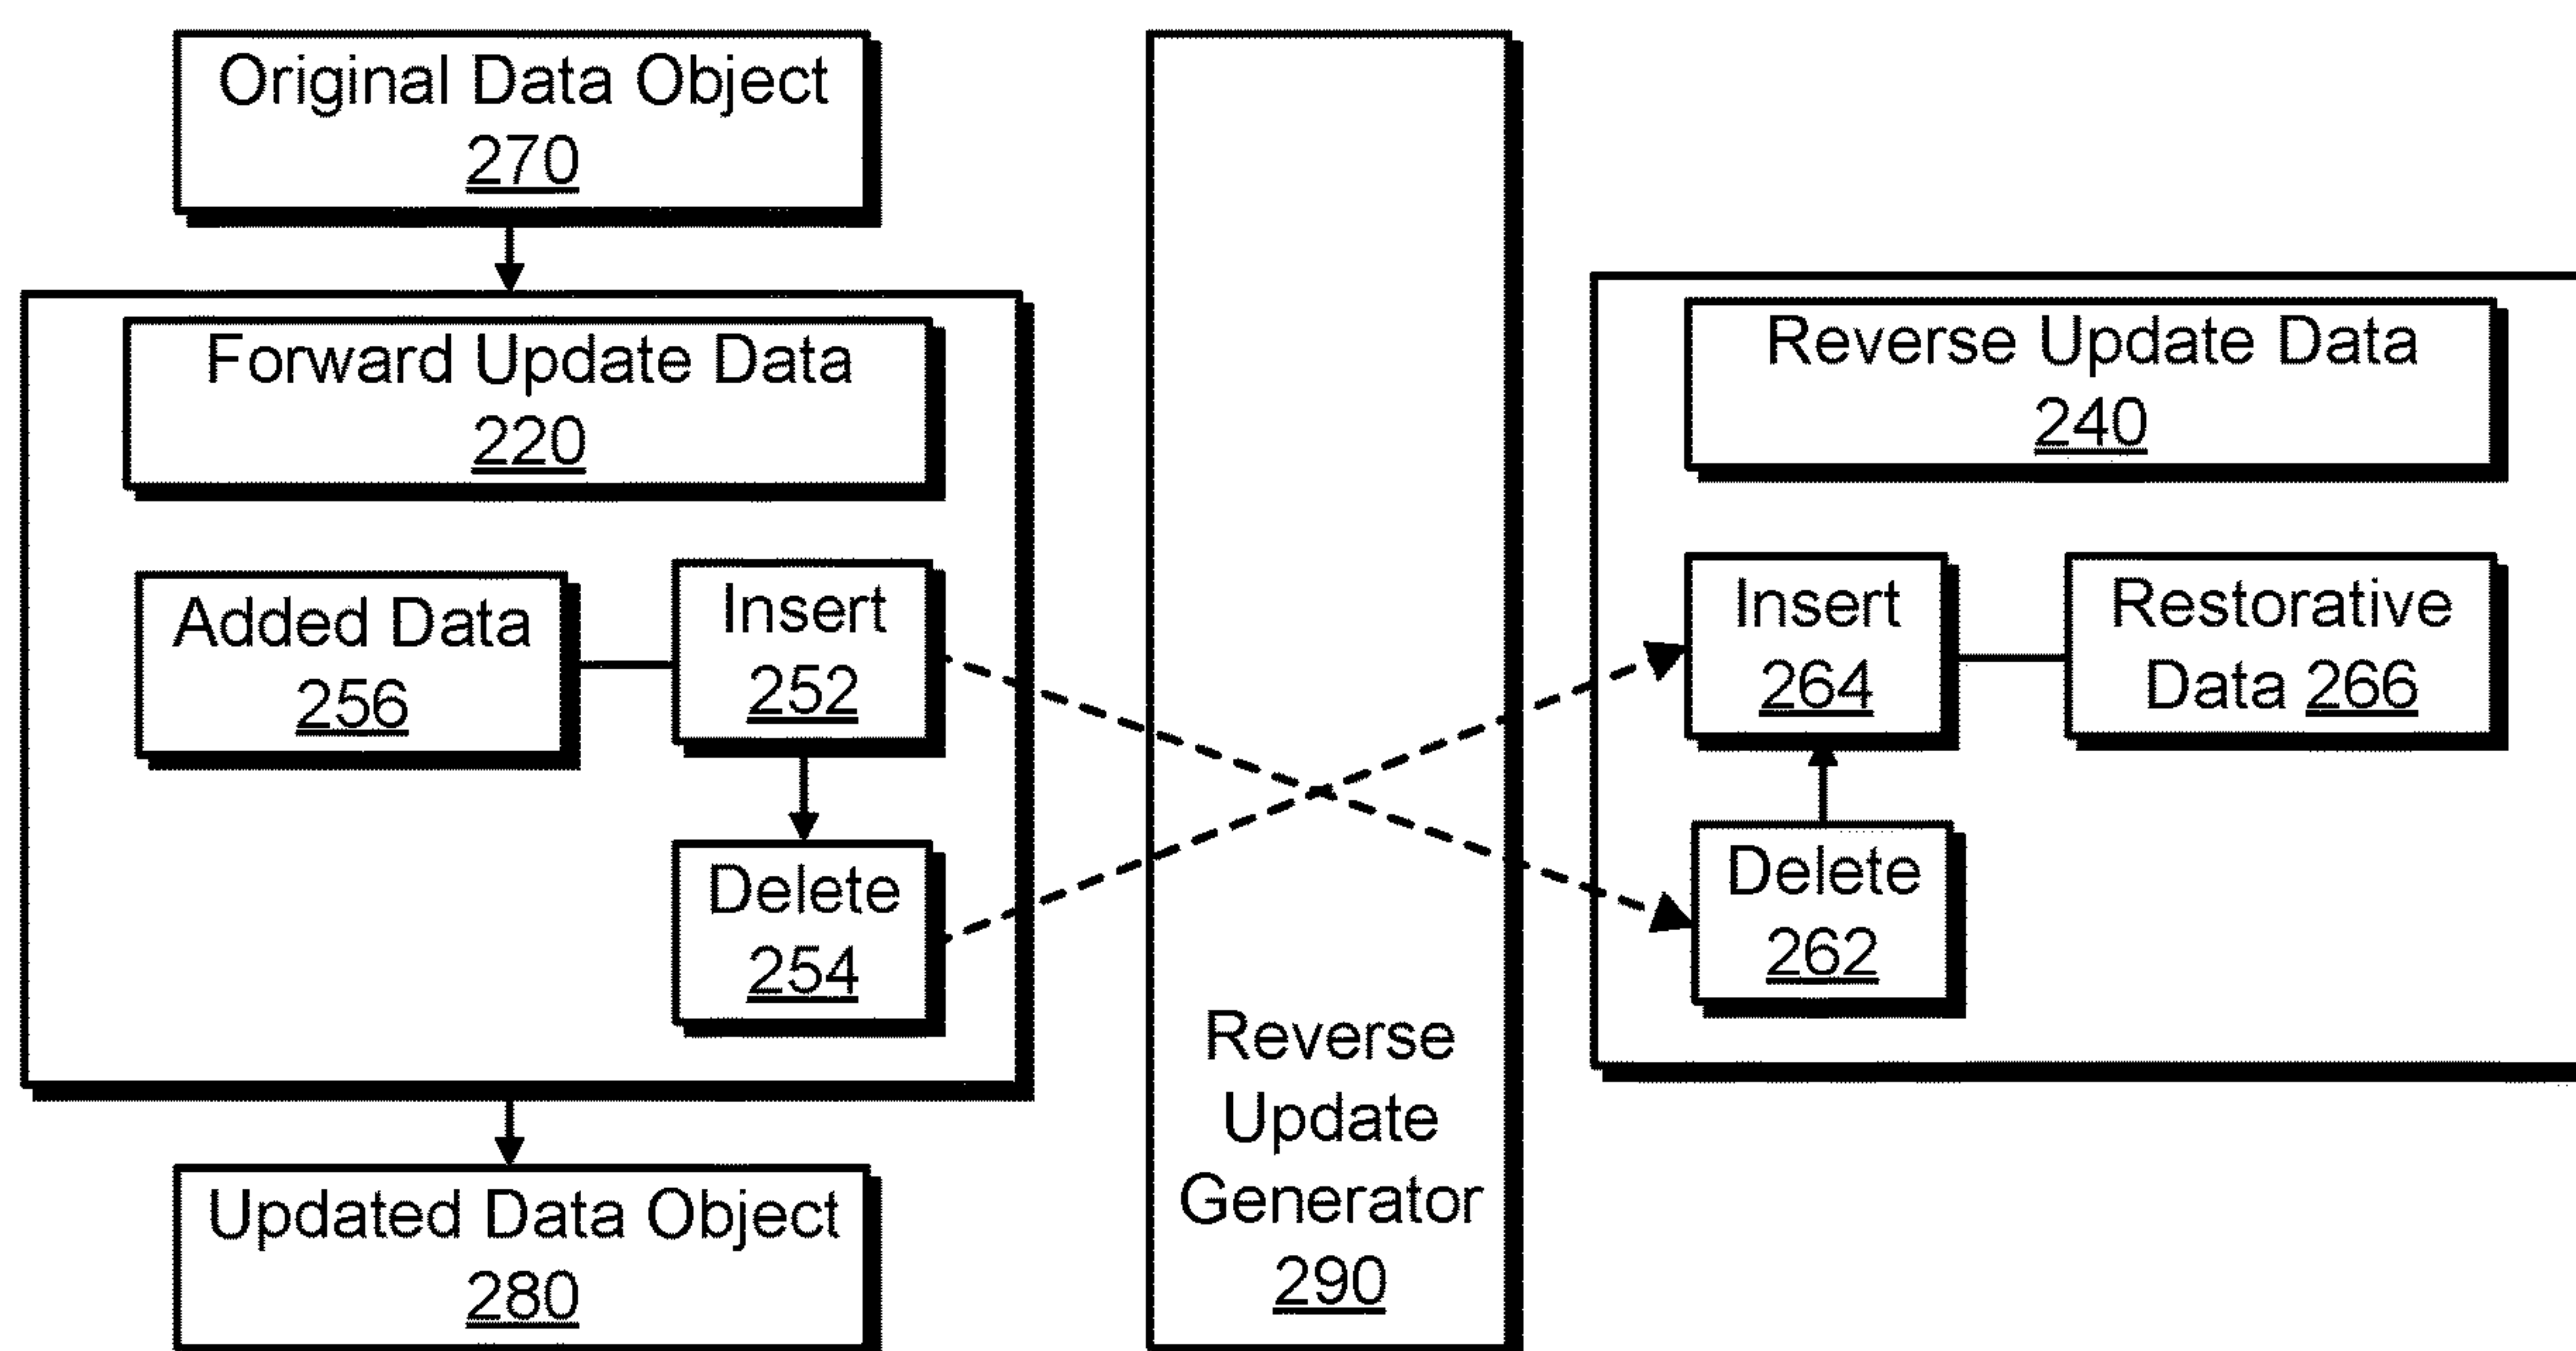 Original Data Object
270
Forward Update Data
220
Added Data
256
Insert
252
Delete
254
Updated Data Object
280
Reverse
Update
Generator
290
Reverse Update Data
240
Insert
264
Restorative
Data 266
Delete
262